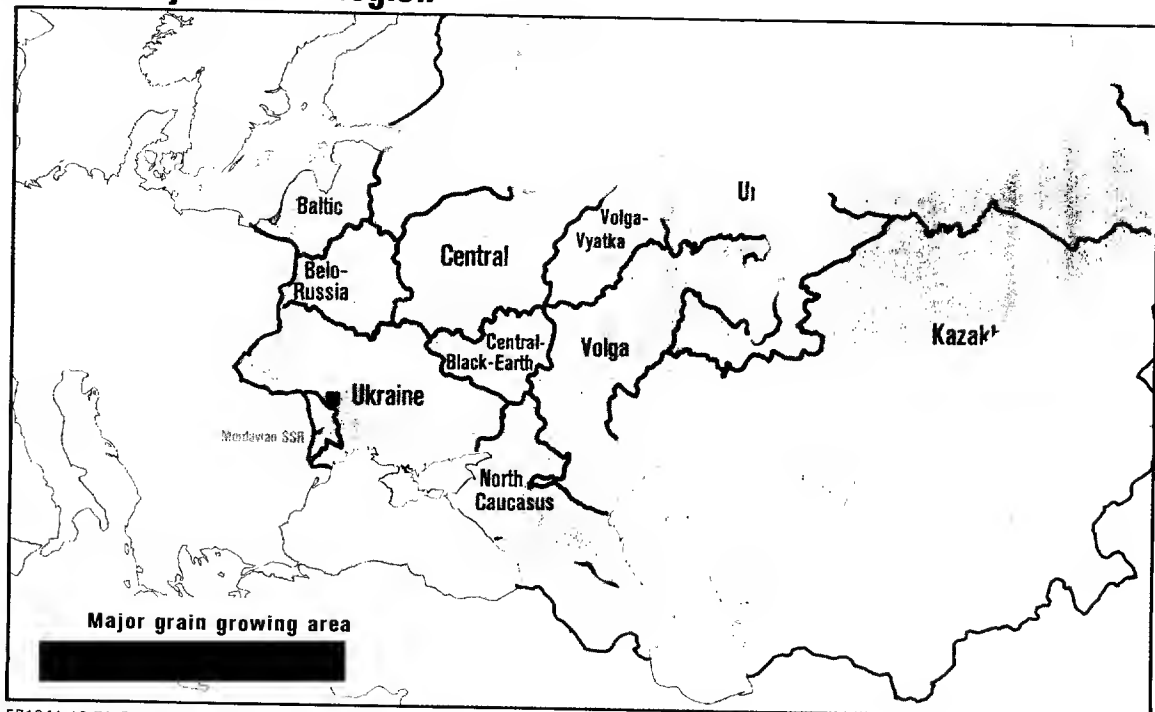 Baltic
U
Volga-
Vyatka
Central
Belo-
Russia
Central-
Black-Earth
Volga
Kazak
Ukraine
Moldavian SSR
North
Caucasus
Major grain growing area